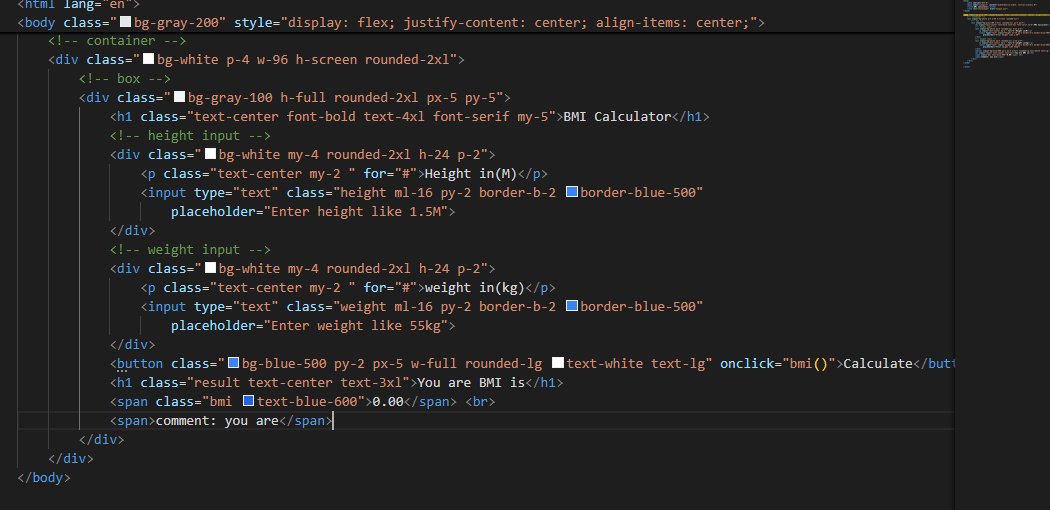 <html lang="en">
<body class="bg-gray-200" style="display: flex; justify-content: center; align-items: center;">
<!-- container -->
<div class="bg-white p-4 w-96 h-screen rounded-2xl">
<!-- box -->
<div class="bg-gray-100 h-full rounded-2xl px-5 py-5">
<h1 class="text-center font-bold text-4xl font-serif my-5">BMI Calculator</h1>
<!-- height input -->
<div class="bg-white my-4 rounded-2xl h-24 p-2">
<p class="text-center my-2 " for="#">Height in(M)</p>
<input type="text" class="height ml-16 py-2 border-b-2 border-blue-500"
placeholder="Enter height like 1.5M">
</div>
<!-- weight input -->
<div class="bg-white my-4 rounded-2xl h-24 p-2">
<p class="text-center my-2 " for="#">weight in(kg)</p>
<input type="text" class="weight ml-16 py-2 border-b-2 border-blue-500"
placeholder="Enter weight like 55kg">
</div>
<button class="bg-blue-500 py-2 px-5 w-full rounded-lg text-white text-lg" onclick="bmi()">Calculate</butt
<h1 class="result text-center text-3xl">You are BMI is</h1>
<span class="bmi text-blue-600">0.00</span> <br>
<span>comment: you are</span>
</div>
</div>
</body>